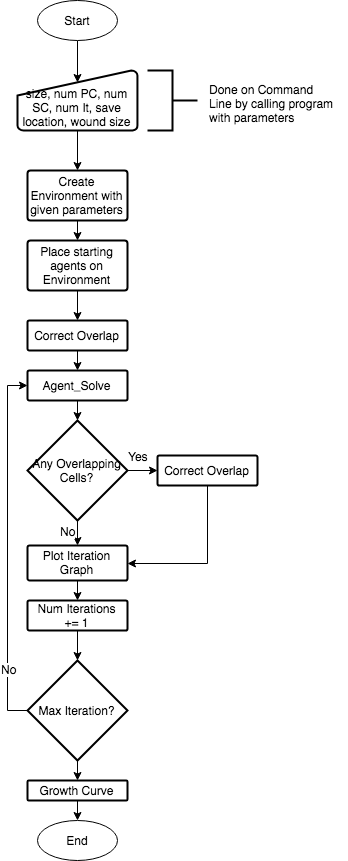 Start
size, num PC, num
SC, num It, save
location, wound size
Done on Command
Line by calling program
with parameters
Create
Environment with
given parameters
Place starting
agents on
Environment
Correct Overlap
Agent_Solve
Any Overlapping
Cells?
Yes
Correct Overlap
No
Plot Iteration
Graph
Num Iterations
+= 1
No
Max Iteration?
Growth Curve
End